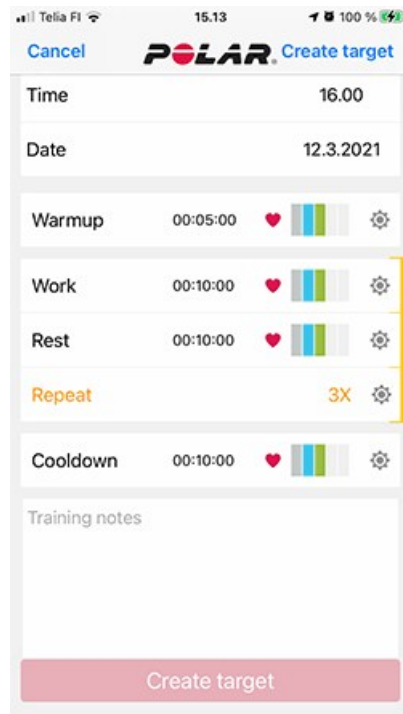 Telia FI 15.13 100 %
Cancel POLAR. Create target
Time 16.00
Date 12.3.2021
Warmup 00:05:00
Work 00:10:00
Rest 00:10:00
Repeat 3X
Cooldown 00:10:00
Training notes
Create target